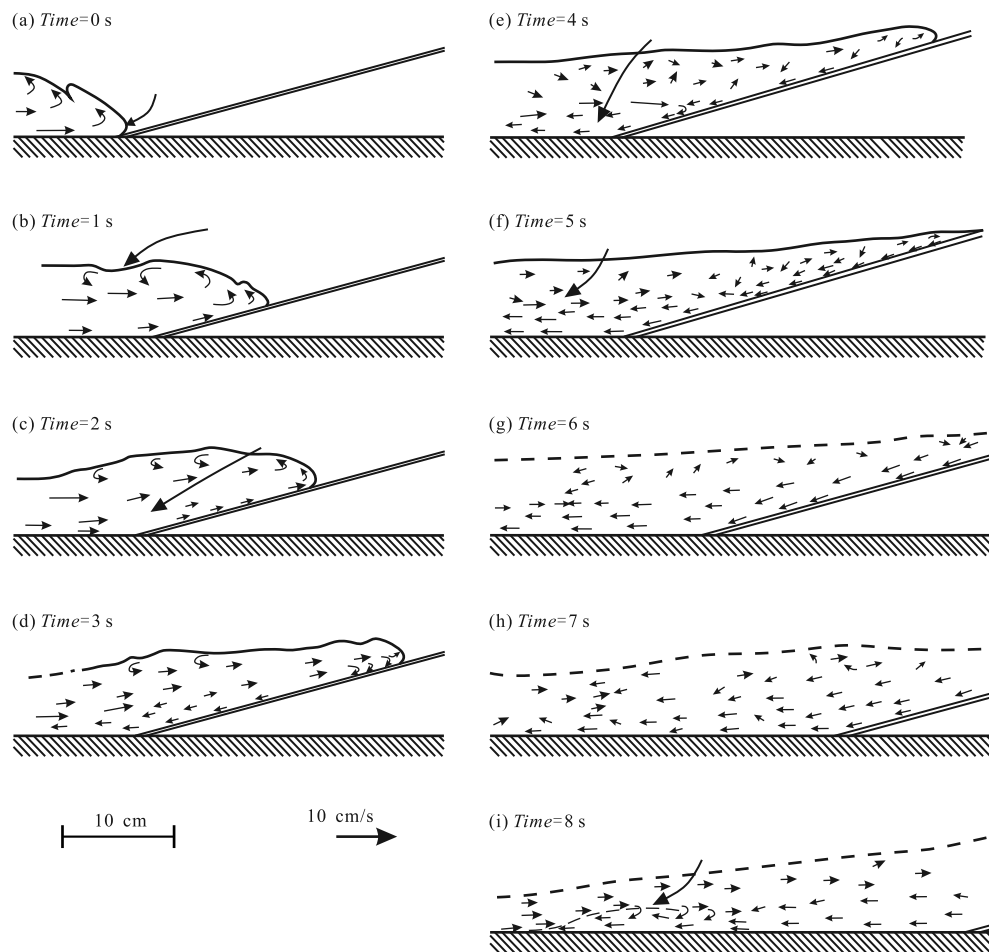 (a) Time=0 s
(b) Time=1 s
(c) Time=2 s
(d) Time=3 s
10 cm
10 cm/s
(e) Time=4 s
(f) Time=5 s
(g) Time=6 s
(h) Time=7 s
(i) Time=8 s